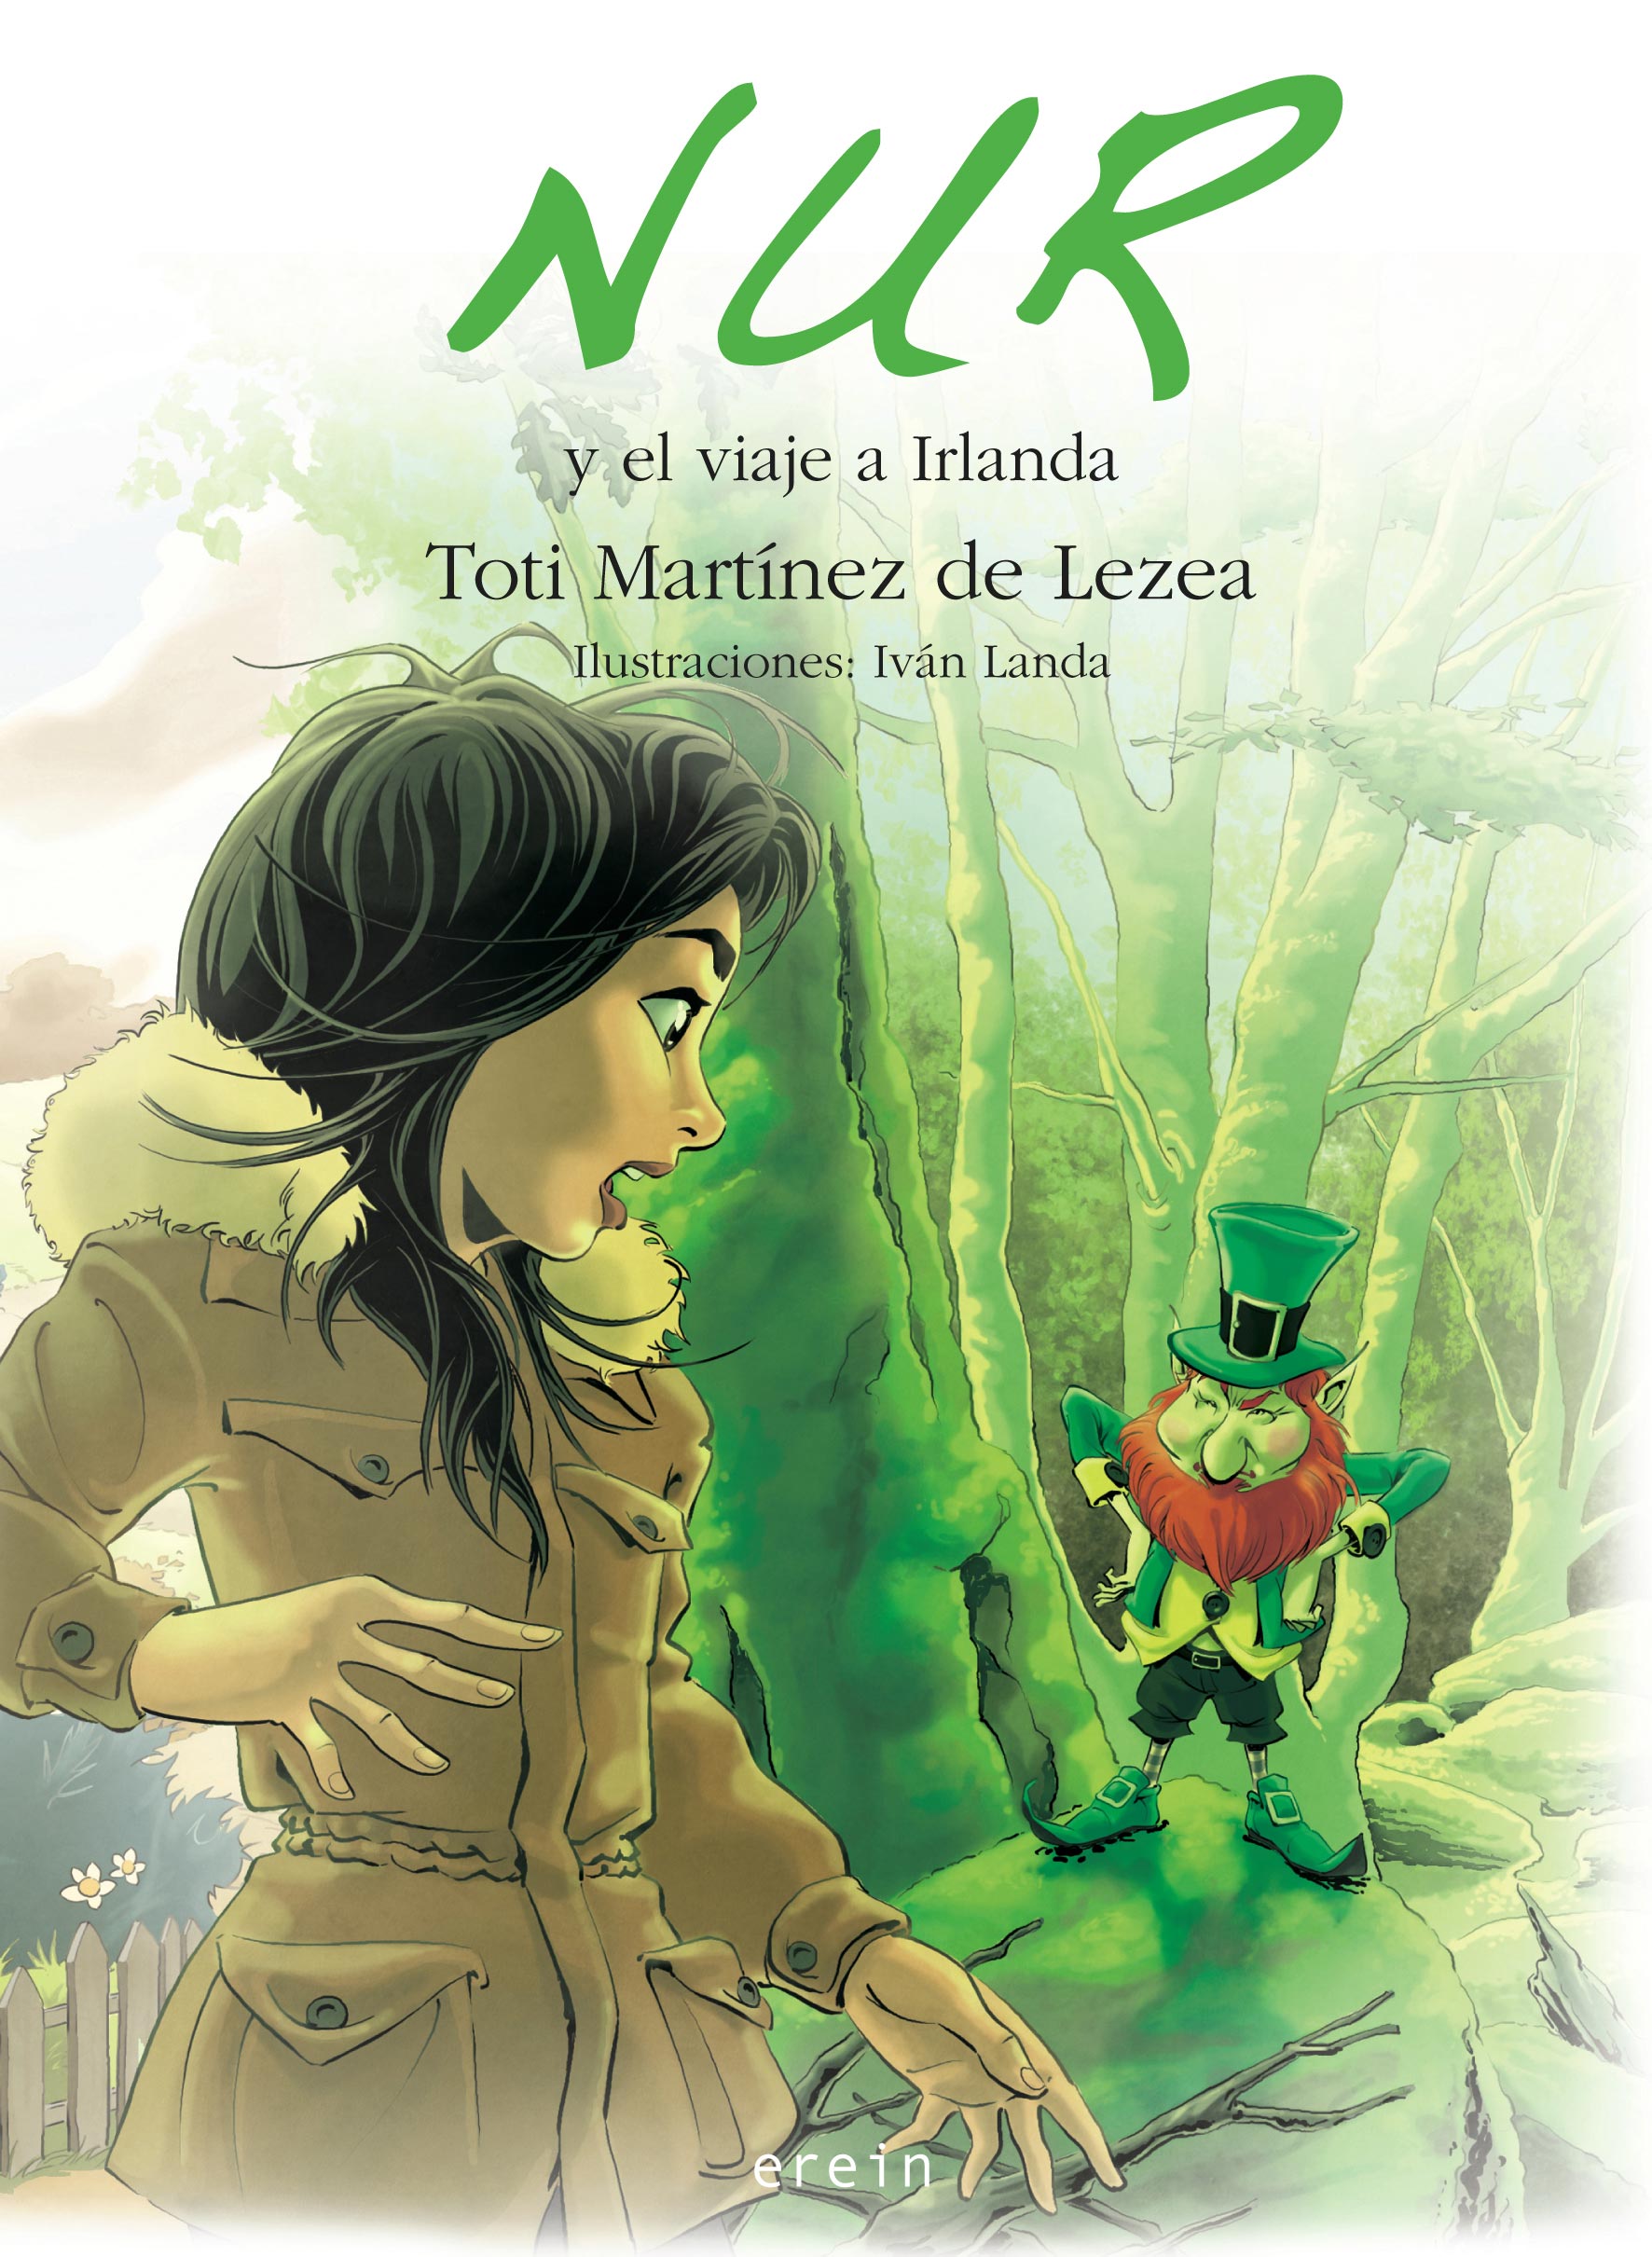 NUR
y el viaje a Irlanda
Toti Martínez de Lezea
Ilustraciones: Iván Landa
erein